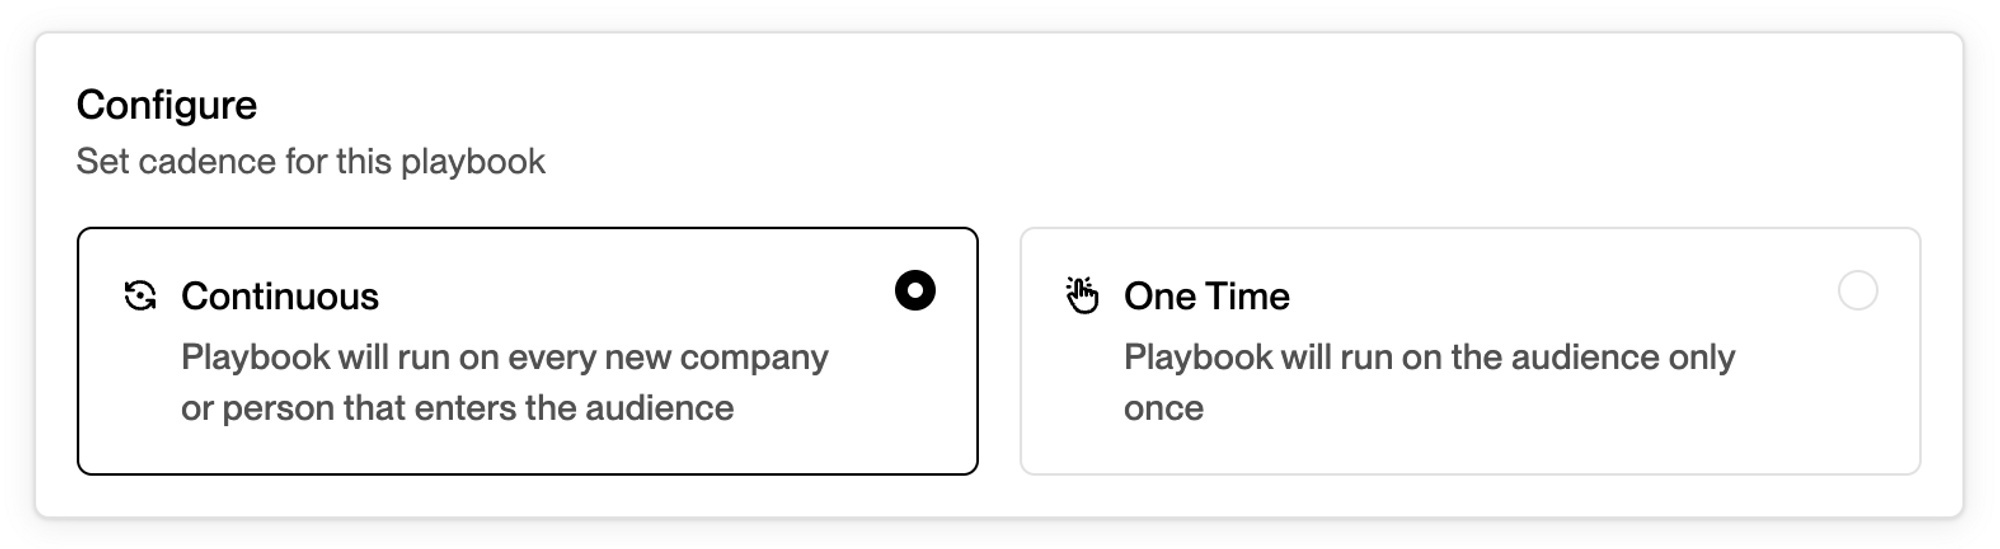 Configure
Set cadence for this playbook
Continuous
Playbook will run on every new company
or person that enters the audience
One Time
Playbook will run on the audience only
once